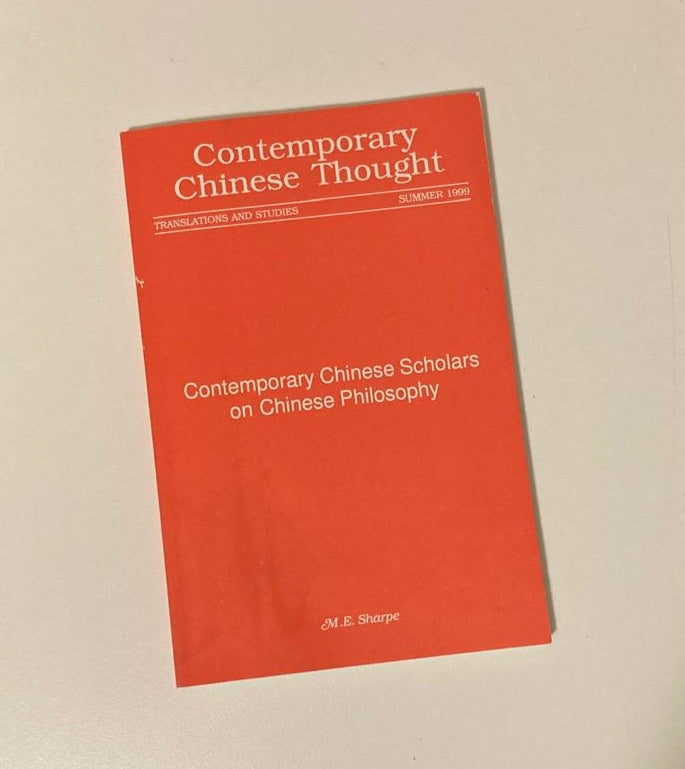 Contemporary
Chinese Thought
TRANSLATIONS AND STUDIES SUMMER 1999
Contemporary Chinese Scholars
on Chinese Philosophy
M.E. Sharpe